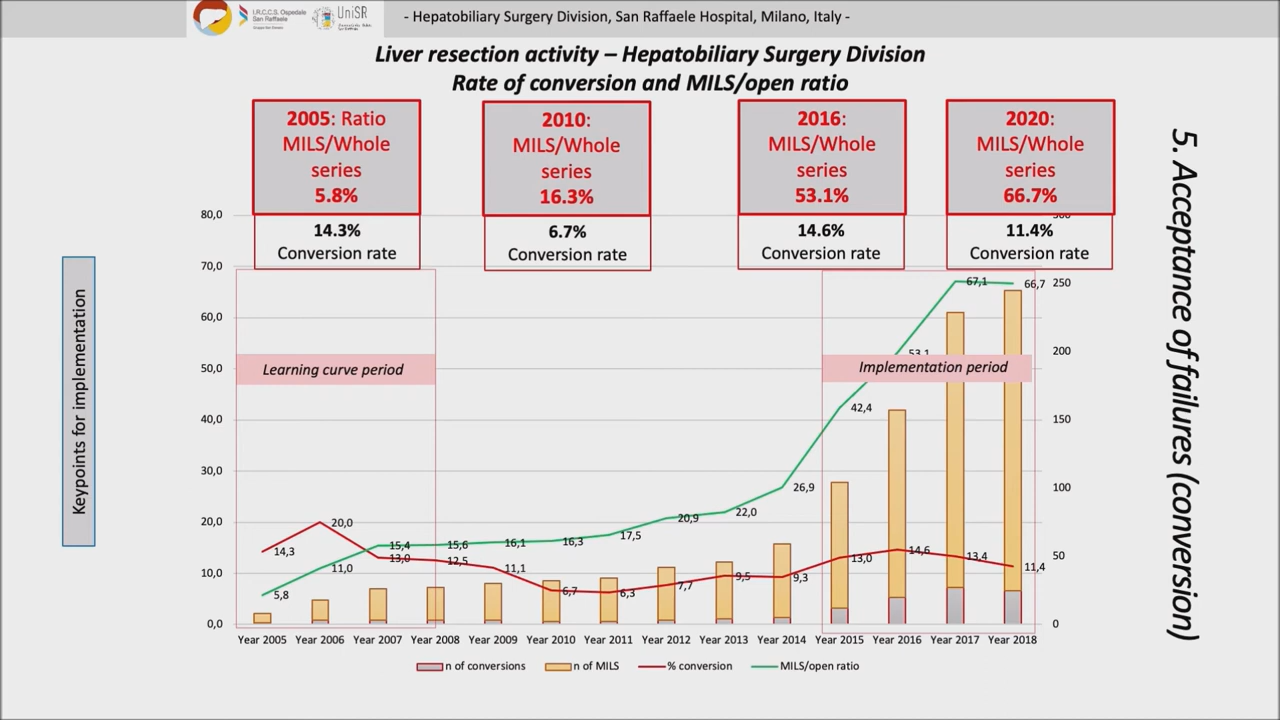 I.R.C.C.S. Ospedale
San Raffaele
UniSR
- Hepatobiliary Surgery Division, San Raffaele Hospital, Milano, Italy -
Liver resection activity – Hepatobiliary Surgery Division
Rate of conversion and MILS/open ratio
2005: Ratio
MILS/Whole
series
5.8%
14.3%
Conversion rate
2010:
MILS/Whole
series
16.3%
6.7%
Conversion rate
2016:
MILS/Whole
series
53.1%
14.6%
Conversion rate
2020:
MILS/Whole
series
66.7%
11.4%
Conversion rate
5. Acceptance of failures (conversion)
Keypoints for implementation
Learning curve period
Implementation period
80,0
70,0
60,0
50,0
40,0
30,0
20,0
10,0
0,0
300
250
200
150
100
50
0
14,3
20,0
13,0
12,5
11,1
6,7
6,3
7,7
9,5
9,3
13,0
14,6
13,4
11,4
5,8
11,0
15,4
15,6
16,1
16,3
17,5
20,9
22,0
26,9
42,4
53,1
67,1
66,7
Year 2005 Year 2006 Year 2007 Year 2008 Year 2009 Year 2010 Year 2011 Year 2012 Year 2013 Year 2014 Year 2015 Year 2016 Year 2017 Year 2018
n of conversions n of MILS % conversion MILS/open ratio